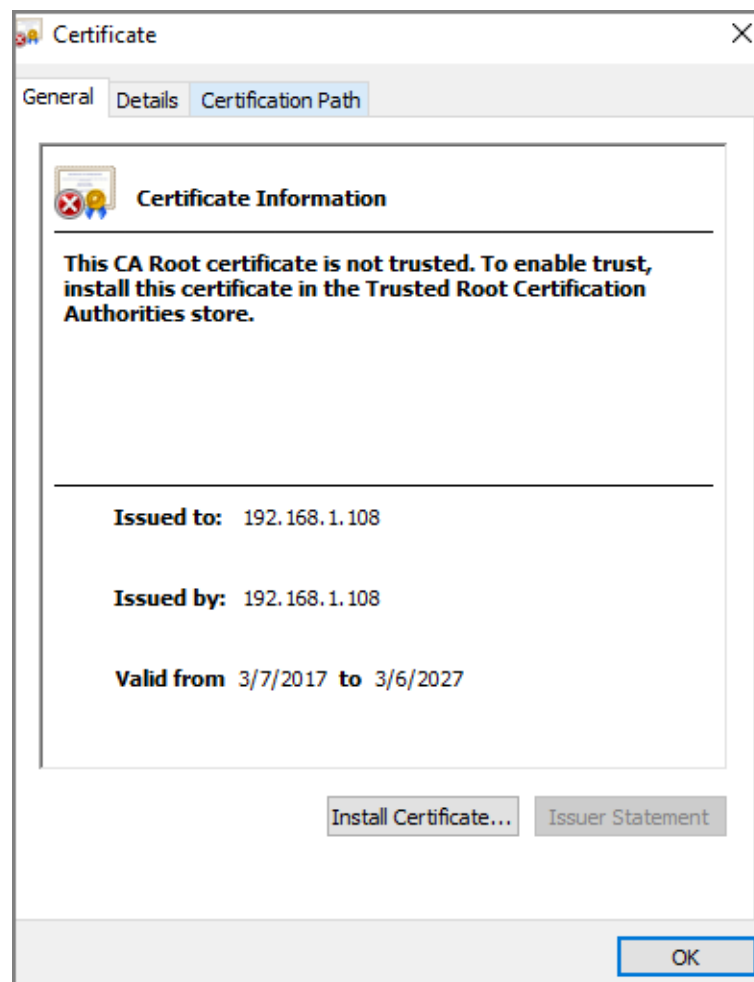 Certificate
General Details Certification Path
Certificate Information
This CA Root certificate is not trusted. To enable trust,
install this certificate in the Trusted Root Certification
Authorities store.
Issued to: 192.168.1.108
Issued by: 192.168.1.108
Valid from 3/7/2017 to 3/6/2027
Install Certificate... Issuer Statement
OK